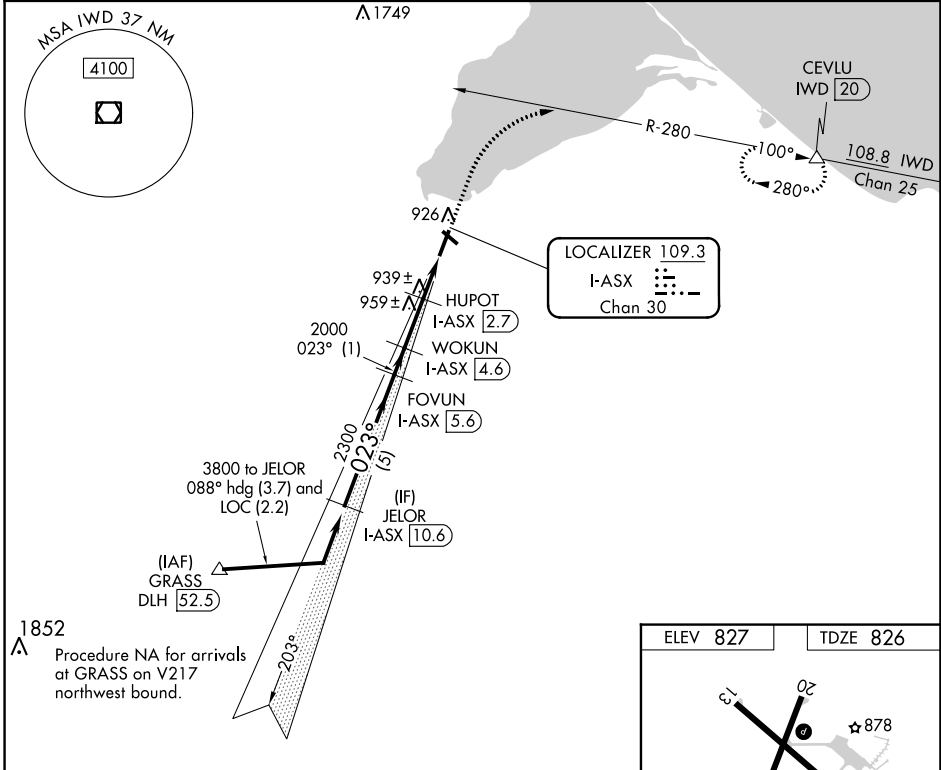 MSA IWD 37 NM
4100
1749
CEVLU
IWD 20
R-280
100°
280°
108.8 IWD
Chan 25
926
LOCALIZER 109.3
I-ASX
Chan 30
939±
959±
HUPOT
I-ASX 2.7
2000
023° (1)
WOKUN
I-ASX 4.6
FOVUN
I-ASX 5.6
2300
023°
(5)
3800 to JELOR
088° hdg (3.7) and
LOC (2.2)
(IF)
JELOR
I-ASX 10.6
(IAF)
GRASS
DLH 52.5
1852
Procedure NA for arrivals
at GRASS on V217
northwest bound.
203°
ELEV 827
TDZE 826
13
20
P
878